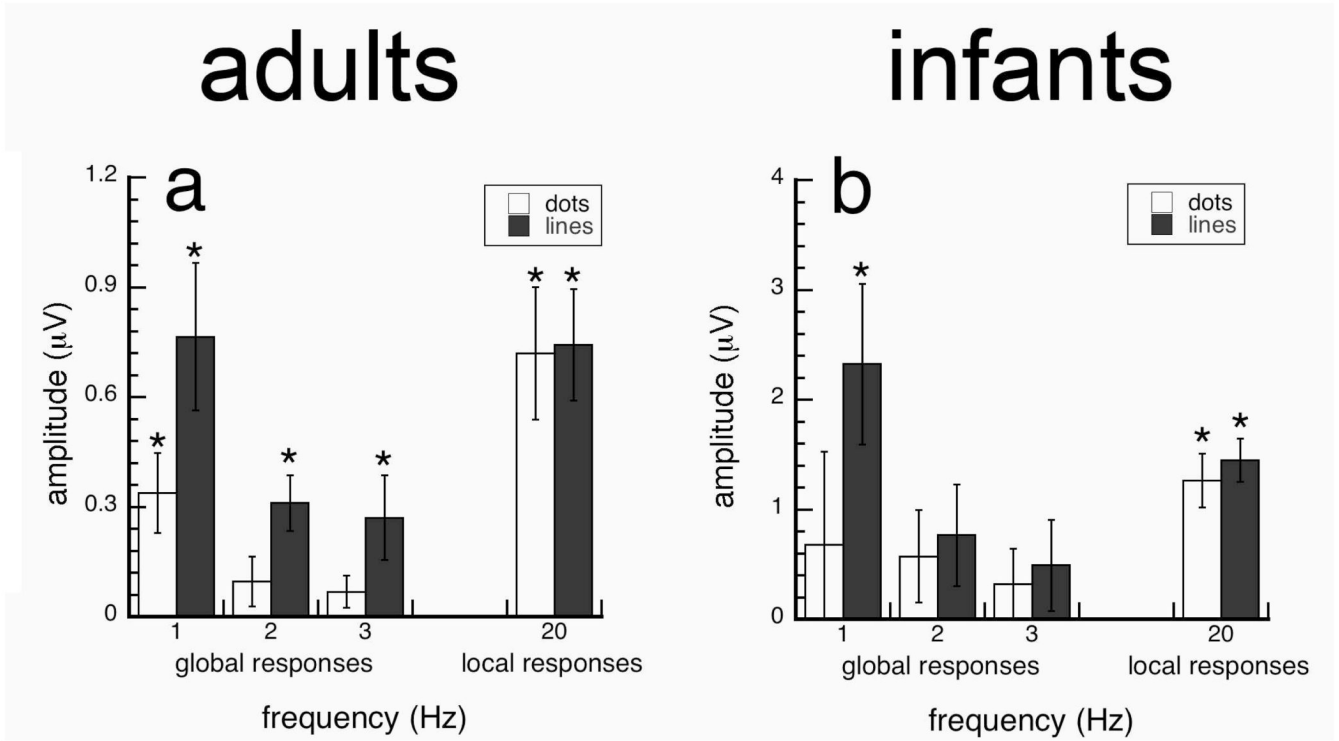 adults
a
1.2
0.9
0.6
0.3
0
amplitude (μV)
dots
lines
*
*
*
*
*
*
1
2
3
20
global responses
local responses
frequency (Hz)
infants
b
4
3
2
1
0
amplitude (μV)
dots
lines
*
*
*
1
2
3
20
global responses
local responses
frequency (Hz)